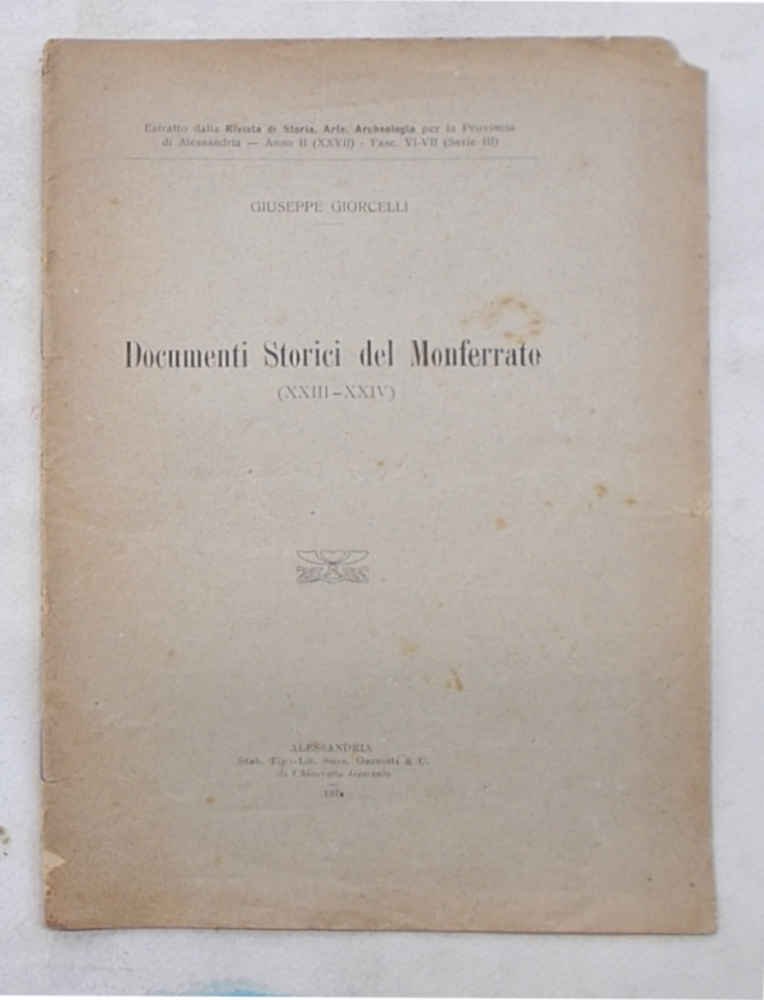 Estratto dalla Rivista di Storia, Arte, Archeologia per la Provincia
di Alessandria — Anno II (XXVII) - Fasc. VI-VII (Serie III)
GIUSEPPE GIORCELLI
Documenti Storici del Monferrato
(XXIII-XXIV)
ALESSANDRIA
Stab. Tip.-Lit. Succ. Gazzotti & C.
di